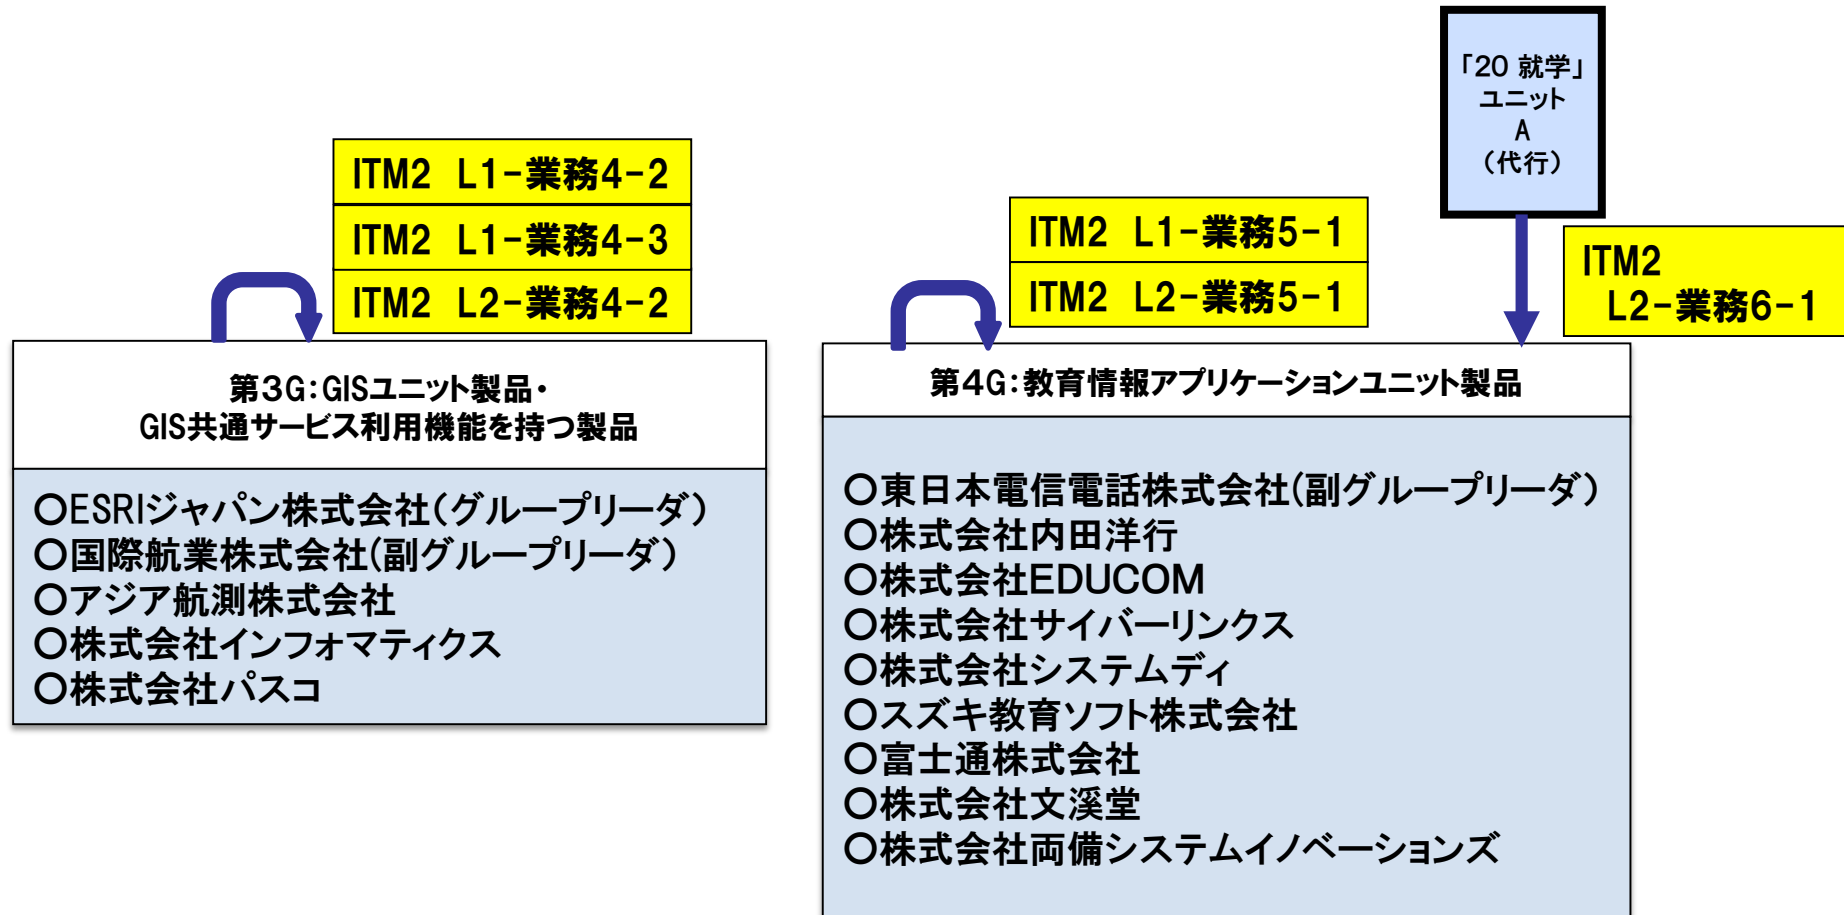 「20 就学」
ユニット
A
（代行）
ITM2 L1-業務4-2
ITM2 L1-業務4-3
ITM2 L2-業務4-2
ITM2 L1-業務5-1
ITM2 L2-業務5-1
ITM2
L2-業務6-1
第3G：GISユニット製品・
GIS共通サービス利用機能を持つ製品
○ESRIジャパン株式会社（グループリーダ）
○国際航業株式会社(副グループリーダ）
○アジア航測株式会社
○株式会社インフォマティクス
○株式会社パスコ
第4G：教育情報アプリケーションユニット製品
○東日本電信電話株式会社(副グループリーダ）
○株式会社内田洋行
○株式会社EDUCOM
○株式会社サイバーリンクス
○株式会社システムディ
○スズキ教育ソフト株式会社
○富士通株式会社
○株式会社文溪堂
○株式会社両備システムイノベーションズ